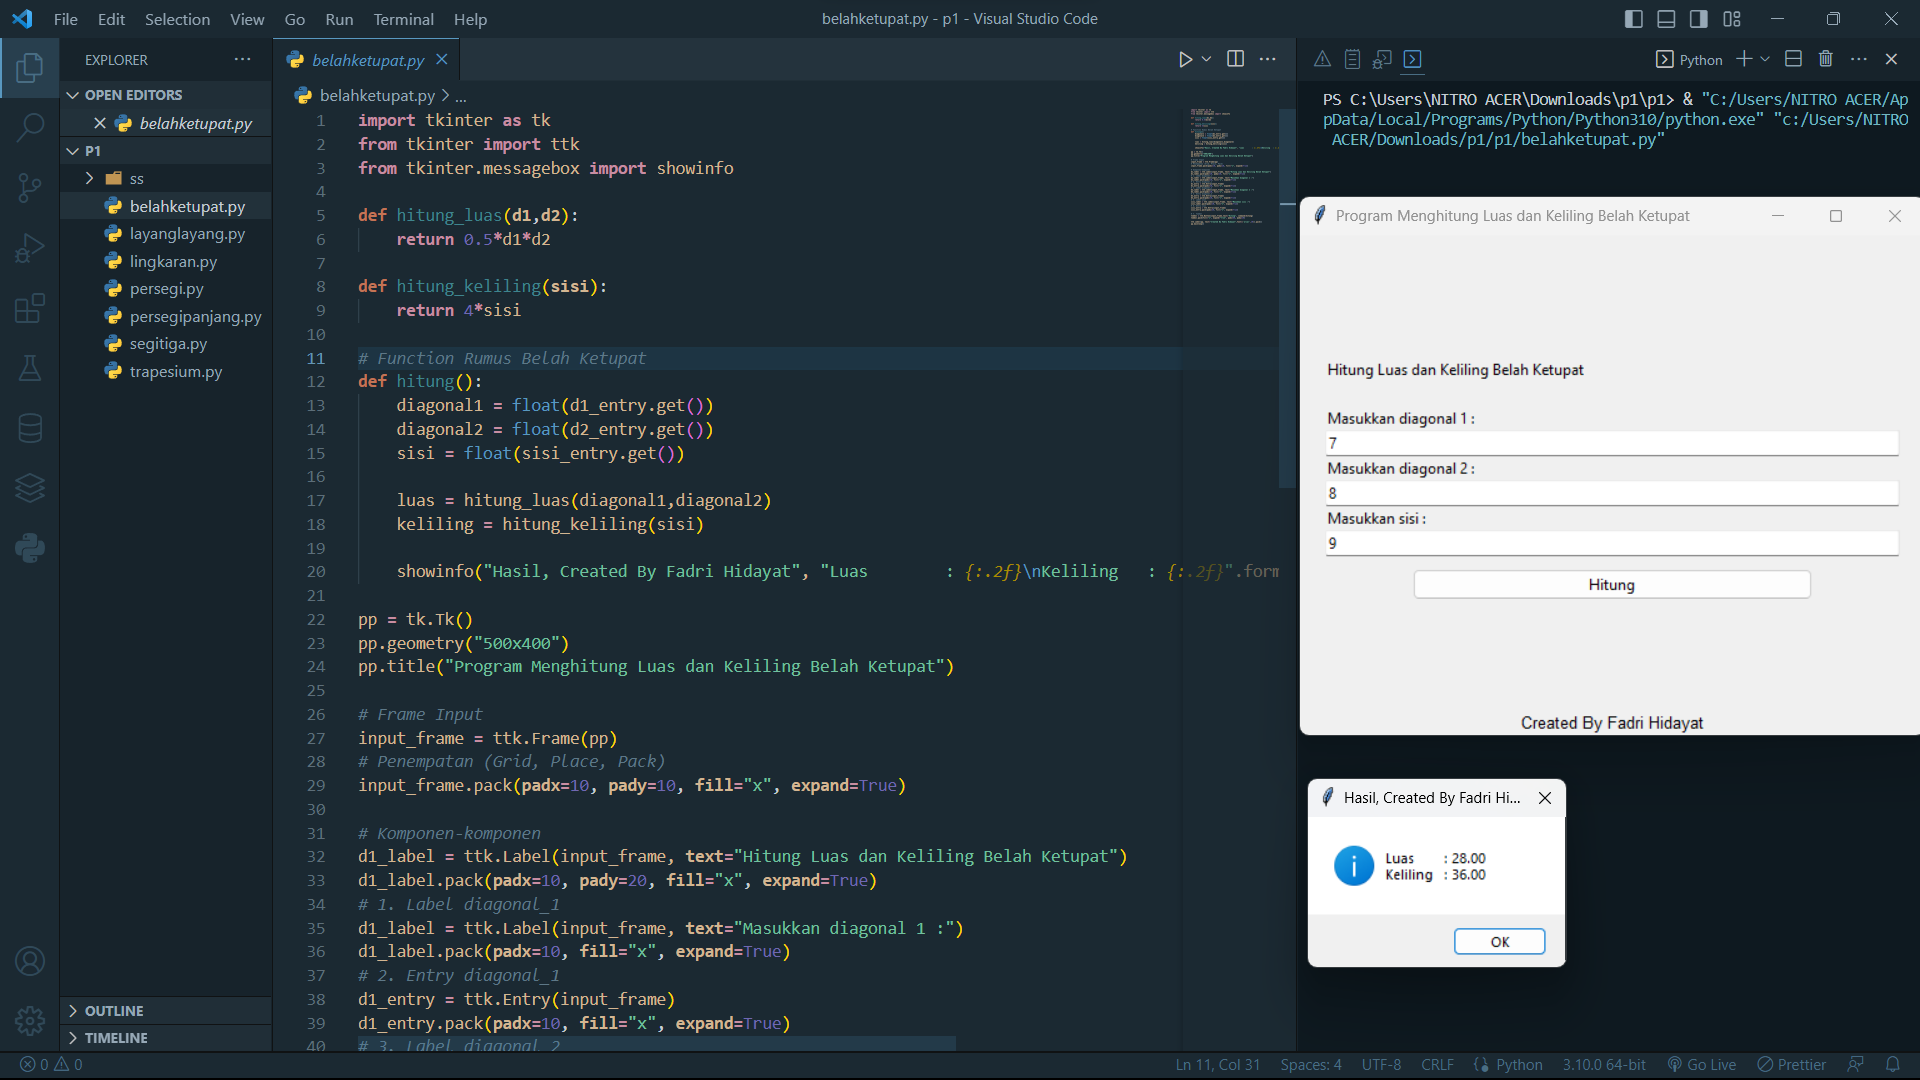 File Edit Selection View Go Run Terminal Help
belahketupat.py - p1 - Visual Studio Code
EXPLORER
OPEN EDITORS
belahketupat.py
P1
ss
belahketupat.py
layanglayang.py
lingkaran.py
persegi.py
persegipanjang.py
segitiga.py
trapesium.py
OUTLINE
TIMELINE
belahketupat.py
belahketupat.py > ...
1 import tkinter as tk
2 from tkinter import ttk
3 from tkinter.messagebox import showinfo
4
5 def hitung_luas(d1,d2):
6 return 0.5*d1*d2
7
8 def hitung_keliling(sisi):
9 return 4*sisi
10
11 # Function Rumus Belah Ketupat
12 def hitung():
13 diagonal1 = float(d1_entry.get())
14 diagonal2 = float(d2_entry.get())
15 sisi = float(sisi_entry.get())
16
17 luas = hitung_luas(diagonal1,diagonal2)
18 keliling = hitung_keliling(sisi)
19
20 showinfo("Hasil, Created By Fadri Hidayat", "Luas : {:.2f}\nKeliling : {:.2f}".form
21
22 pp = tk.Tk()
23 pp.geometry("500x400")
24 pp.title("Program Menghitung Luas dan Keliling Belah Ketupat")
25
26 # Frame Input
27 input_frame = ttk.Frame(pp)
28 # Penempatan (Grid, Place, Pack)
29 input_frame.pack(padx=10, pady=10, fill="x", expand=True)
30
31 # Komponen-komponen
32 d1_label = ttk.Label(input_frame, text="Hitung Luas dan Keliling Belah Ketupat")
33 d1_label.pack(padx=10, pady=20, fill="x", expand=True)
34 # 1. Label diagonal_1
35 d1_label = ttk.Label(input_frame, text="Masukkan diagonal 1 :")
36 d1_label.pack(padx=10, fill="x", expand=True)
37 # 2. Entry diagonal_1
38 d1_entry = ttk.Entry(input_frame)
39 d1_entry.pack(padx=10, fill="x", expand=True)
40 # 3. Label diagonal_2
Python
PS C:\Users\NITRO ACER\Downloads\p1\p1> & "C:/Users/NITRO ACER/Ap
pData/Local/Programs/Python/Python310/python.exe" "c:/Users/NITRO
ACER/Downloads/p1/p1/belahketupat.py"
Program Menghitung Luas dan Keliling Belah Ketupat
Hitung Luas dan Keliling Belah Ketupat
Masukkan diagonal 1 :
7
Masukkan diagonal 2 :
8
Masukkan sisi :
9
Hitung
Created By Fadri Hidayat
Hasil, Created By Fadri Hi...
Luas : 28.00
Keliling : 36.00
OK
0 0
Ln 11, Col 31 Spaces: 4 UTF-8 CRLF Python 3.10.0 64-bit Go Live Prettier